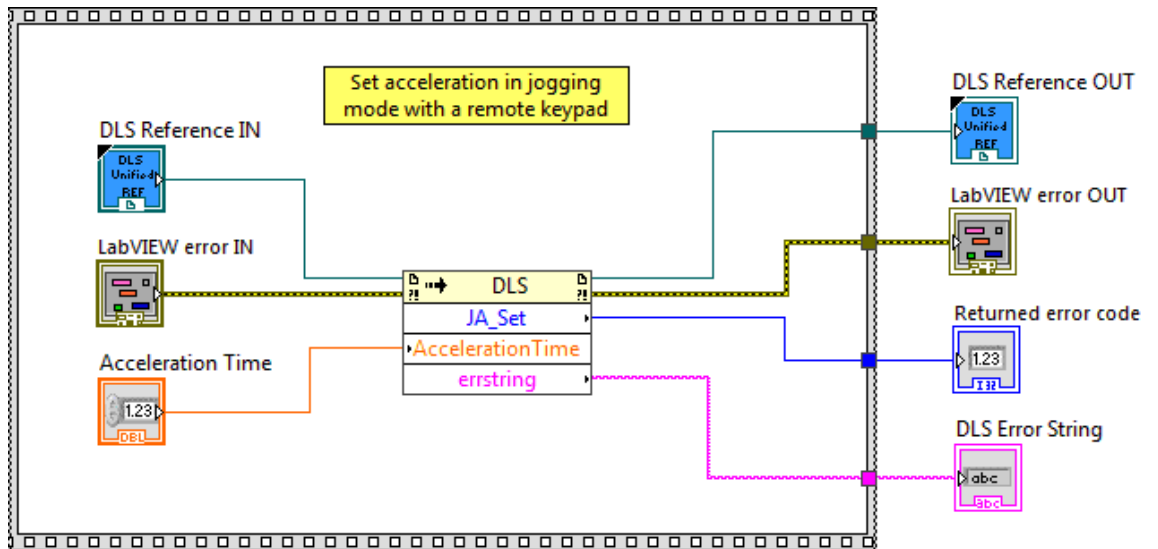 Set acceleration in jogging
mode with a remote keypad
DLS Reference IN
DLS
Unified
REF
LabVIEW error IN
Acceleration Time
1.23
DBL
DLS
JA_Set
AccelerationTime
errstring
DLS Reference OUT
DLS
Unified
REF
LabVIEW error OUT
Returned error code
1.23
I32
DLS Error String
abc
abc